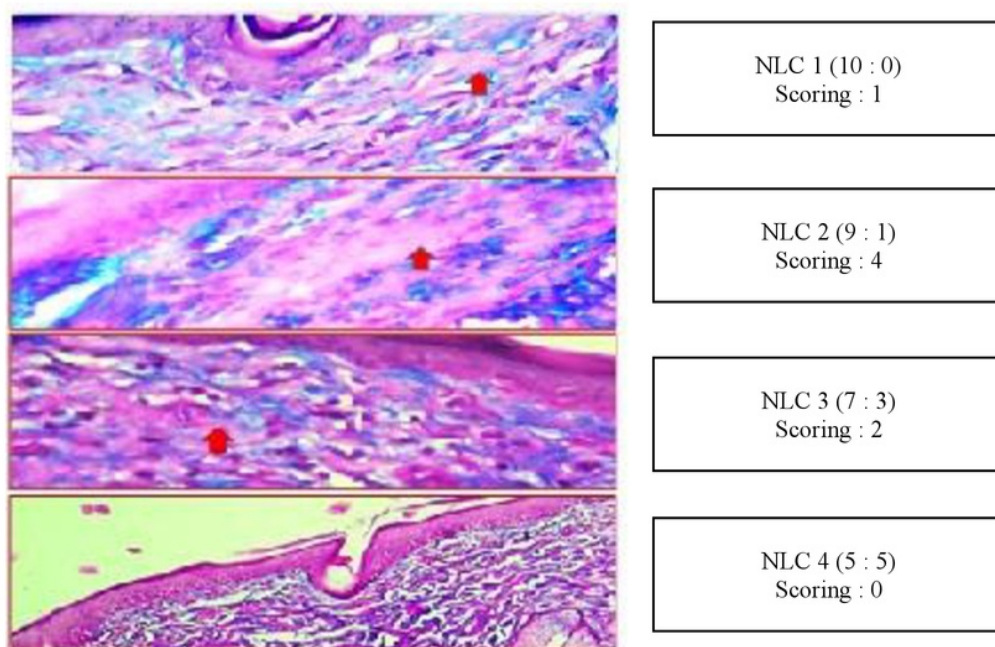 NLC 1 (10 : 0)
Scoring : 1
NLC 2 (9 : 1)
Scoring : 4
NLC 3 (7 : 3)
Scoring : 2
NLC 4 (5 : 5)
Scoring : 0